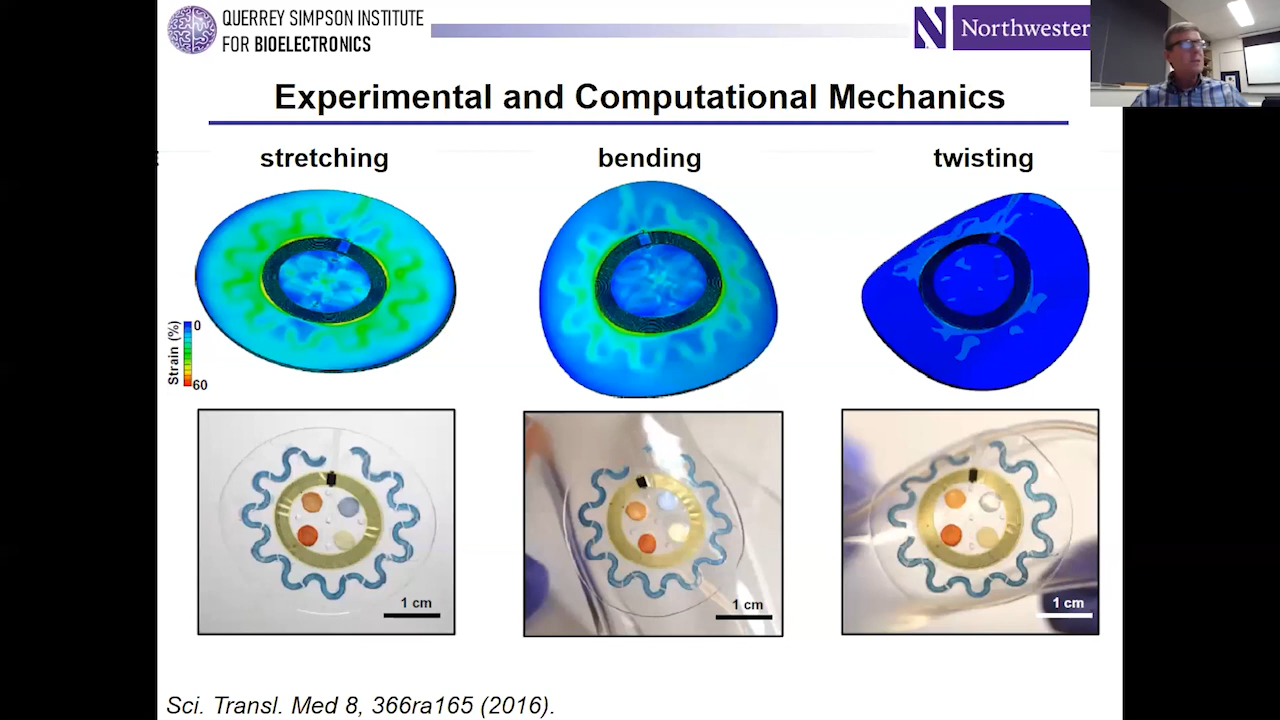 QUERREY SIMPSON INSTITUTE
FOR BIOELECTRONICS
N Northwester
Experimental and Computational Mechanics
stretching
bending
twisting
Strain (%)
0
60
1 cm
1 cm
1 cm
Sci. Transl. Med 8, 366ra165 (2016).